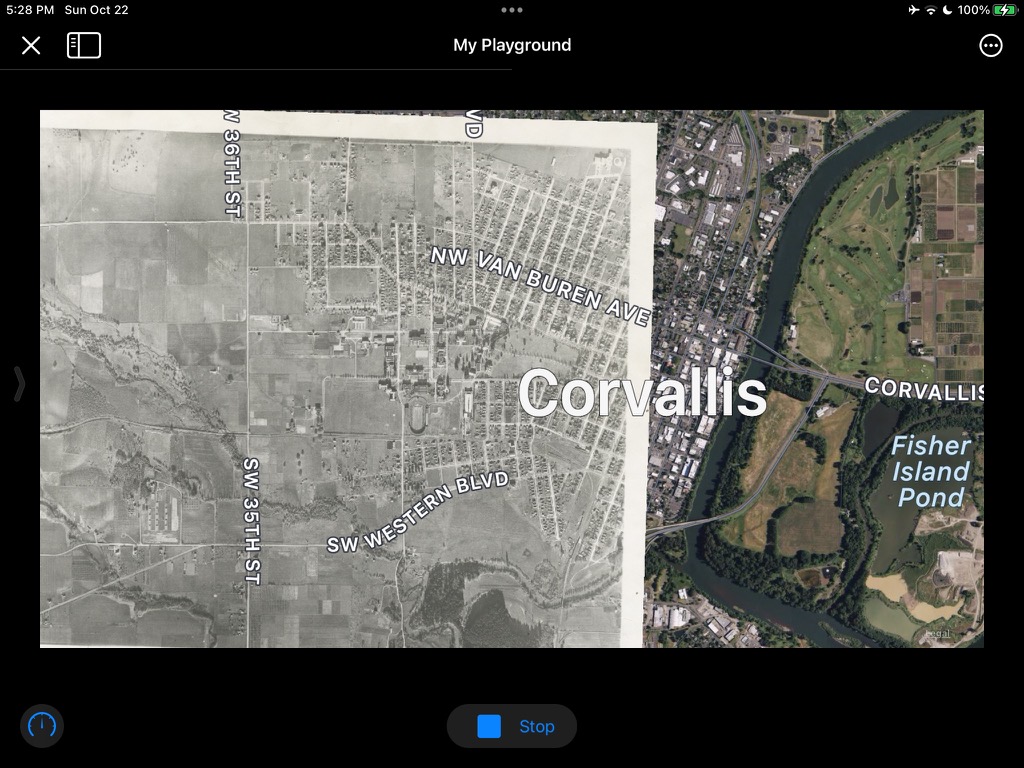 5:28 PM Sun Oct 22
100%
My Playground
36TH ST
VD
NW VAN BUREN AVE
Corvallis
CORVALLIS
Fisher
Island
Pond
SW 35TH ST
SW WESTERN BLVD
Legal
Stop